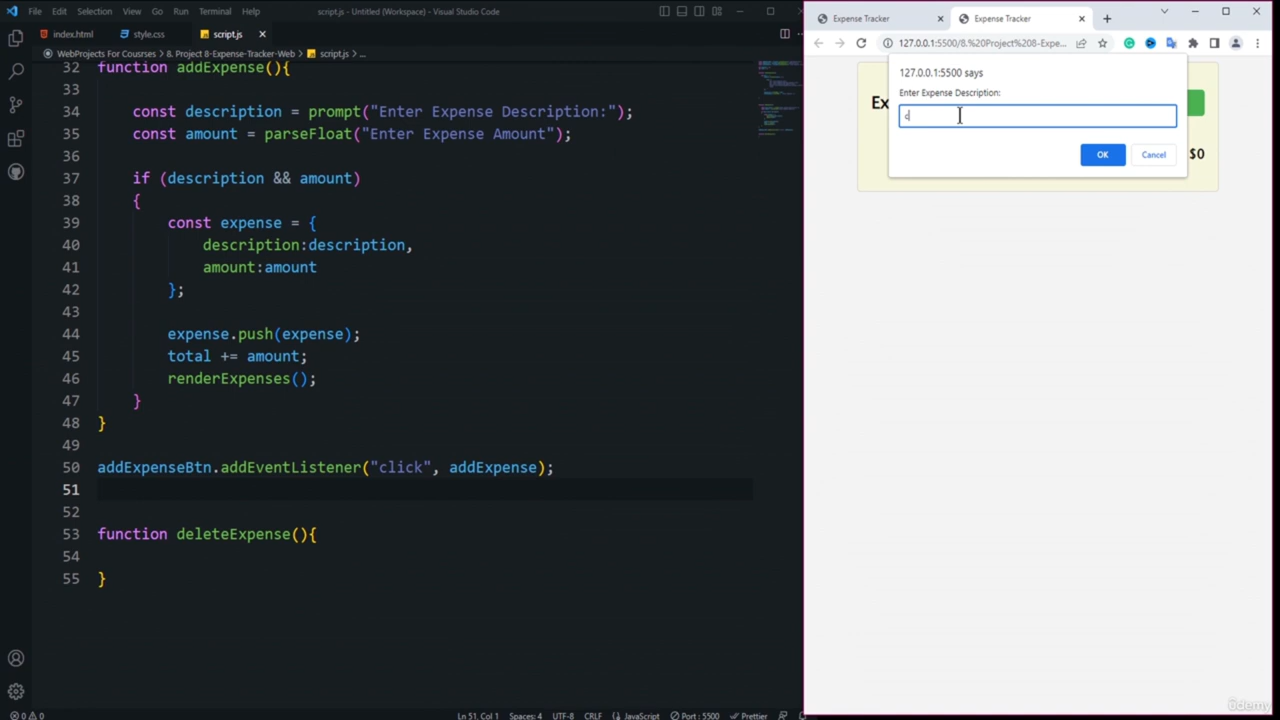 File Edit Selection View Go Run Terminal Help script.js - Untitled (Workspace) - Visual Studio Code
index.html style.css script.js
WebProjects For Coursses > 8. Project 8-Expense-Tracker-Web > script.js > ...
32 function addExpense(){
33
34 const description = prompt("Enter Expense Description:");
35 const amount = parseFloat("Enter Expense Amount");
36
37 if (description && amount)
38 {
39 const expense = {
40 description:description,
41 amount:amount
42 };
43
44 expense.push(expense);
45 total += amount;
46 renderExpenses();
47 }
48 }
49
50 addExpenseBtn.addEventListener("click", addExpense);
51
52
53 function deleteExpense(){
54
55 }
0 0 Ln 51, Col 1 Spaces: 4 UTF-8 CRLF {} JavaScript Port : 5500 Prettier
Expense Tracker Expense Tracker
127.0.0.1:5500/8.%20Project%208-Expe...
127.0.0.1:5500 says
Enter Expense Description:
Ex
OK Cancel
$0
ûdemy